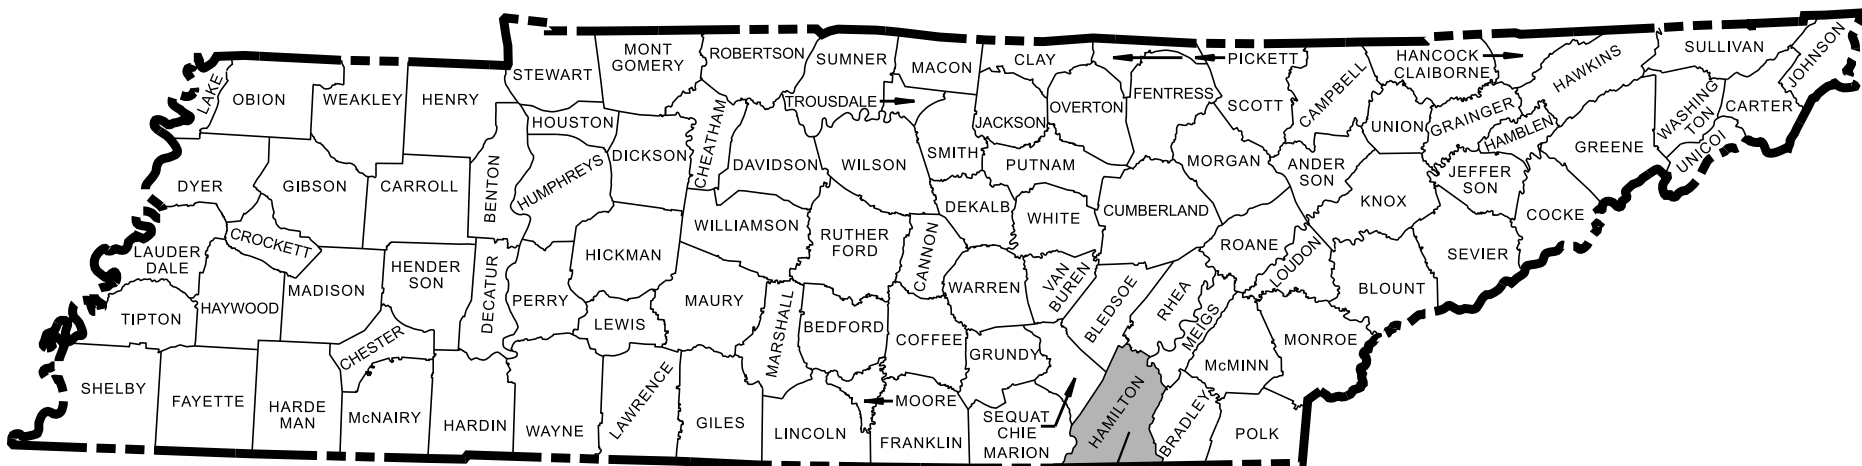 LAKE
OBION
WEAKLEY
HENRY
STEWART
MONT
GOMERY
ROBERTSON
SUMNER
MACON
CLAY
PICKETT
HANCOCK
CLAIBORNE
HAWKINS
SULLIVAN
JOHNSON
TROUSDALE
JACKSON
OVERTON
FENTRESS
SCOTT
CAMPBELL
UNION
GRAINGER
HAMBLEN
WASHING
TON
CARTER
UNICOI
GREENE
HOUSTON
DICKSON
CHEATHAM
DAVIDSON
WILSON
SMITH
PUTNAM
MORGAN
ANDER
SON
JEFFER
SON
DYER
GIBSON
CARROLL
BENTON
HUMPHREYS
DEKALB
WHITE
CUMBERLAND
KNOX
COCKE
LAUDER
DALE
CROCKETT
HENDER
SON
DECATUR
HICKMAN
WILLIAMSON
RUTHER
FORD
CANNON
ROANE
LOUDON
SEVIER
TIPTON
HAYWOOD
MADISON
PERRY
LEWIS
MAURY
MARSHALL
BEDFORD
WARREN
VAN
BUREN
BLEDSOE
RHEA
MEIGS
BLOUNT
CHESTER
COFFEE
GRUNDY
McMINN
MONROE
SHELBY
FAYETTE
HARDE
MAN
McNAIRY
HARDIN
WAYNE
LAWRENCE
GILES
LINCOLN
MOORE
FRANKLIN
SEQUAT
CHIE
MARION
HAMILTON
BRADLEY
POLK